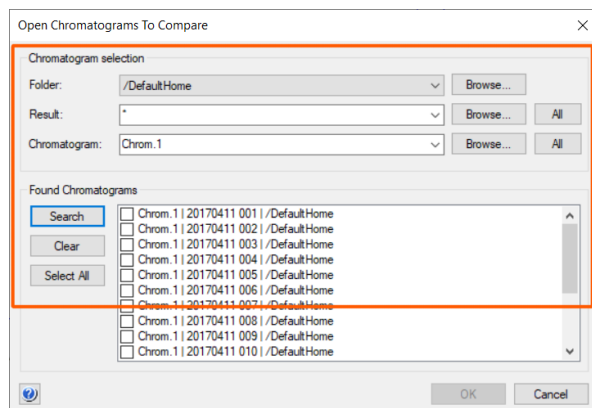 Open Chromatograms To Compare
Chromatogram selection
Folder: /DefaultHome Browse...
Result: * Browse... All
Chromatogram: Chrom.1 Browse... All
Found Chromatograms
Search
Clear
Select All
Chrom.1 | 20170411 001 | /DefaultHome
Chrom.1 | 20170411 002 | /DefaultHome
Chrom.1 | 20170411 003 | /DefaultHome
Chrom.1 | 20170411 004 | /DefaultHome
Chrom.1 | 20170411 005 | /DefaultHome
Chrom.1 | 20170411 006 | /DefaultHome
Chrom.1 | 20170411 007 | /DefaultHome
Chrom.1 | 20170411 008 | /DefaultHome
Chrom.1 | 20170411 009 | /DefaultHome
Chrom.1 | 20170411 010 | /DefaultHome
? OK Cancel